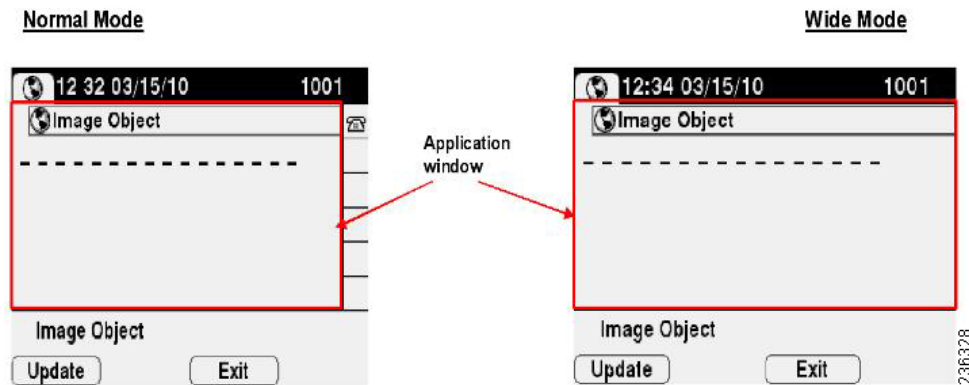 Normal Mode
Wide Mode
12 32 03/15/10 1001
Image Object
Application
window
12:34 03/15/10 1001
Image Object
Image Object
Update Exit
Image Object
Update Exit
236328